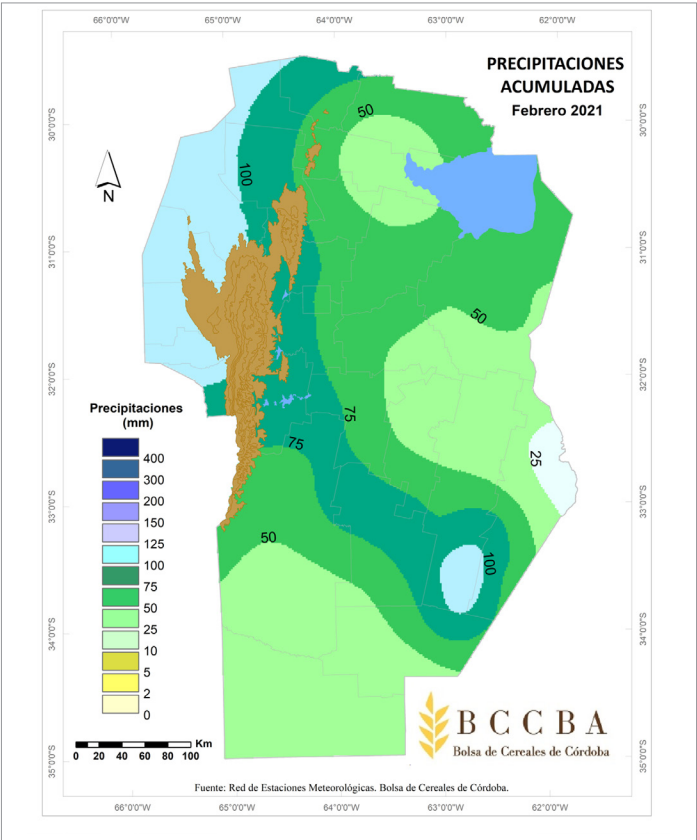 66°0'0"W 65°0'0"W 64°0'0"W 63°0'0"W 62°0'0"W
PRECIPITACIONES
ACUMULADAS
Febrero 2021
30°0'0"S
30°0'0"S
50
100
N
31°0'0"S
31°0'0"S
50
32°0'0"S
32°0'0"S
75
75
25
33°0'0"S
33°0'0"S
50
100
34°0'0"S
34°0'0"S
35°0'0"S
35°0'0"S
Precipitaciones
(mm)
400
300
200
150
125
100
75
50
25
10
5
2
0
Km
0 20 40 60 80 100
BCCBA
Bolsa de Cereales de Córdoba
Fuente: Red de Estaciones Meteorológicas. Bolsa de Cereales de Córdoba.
66°0'0"W 65°0'0"W 64°0'0"W 63°0'0"W 62°0'0"W